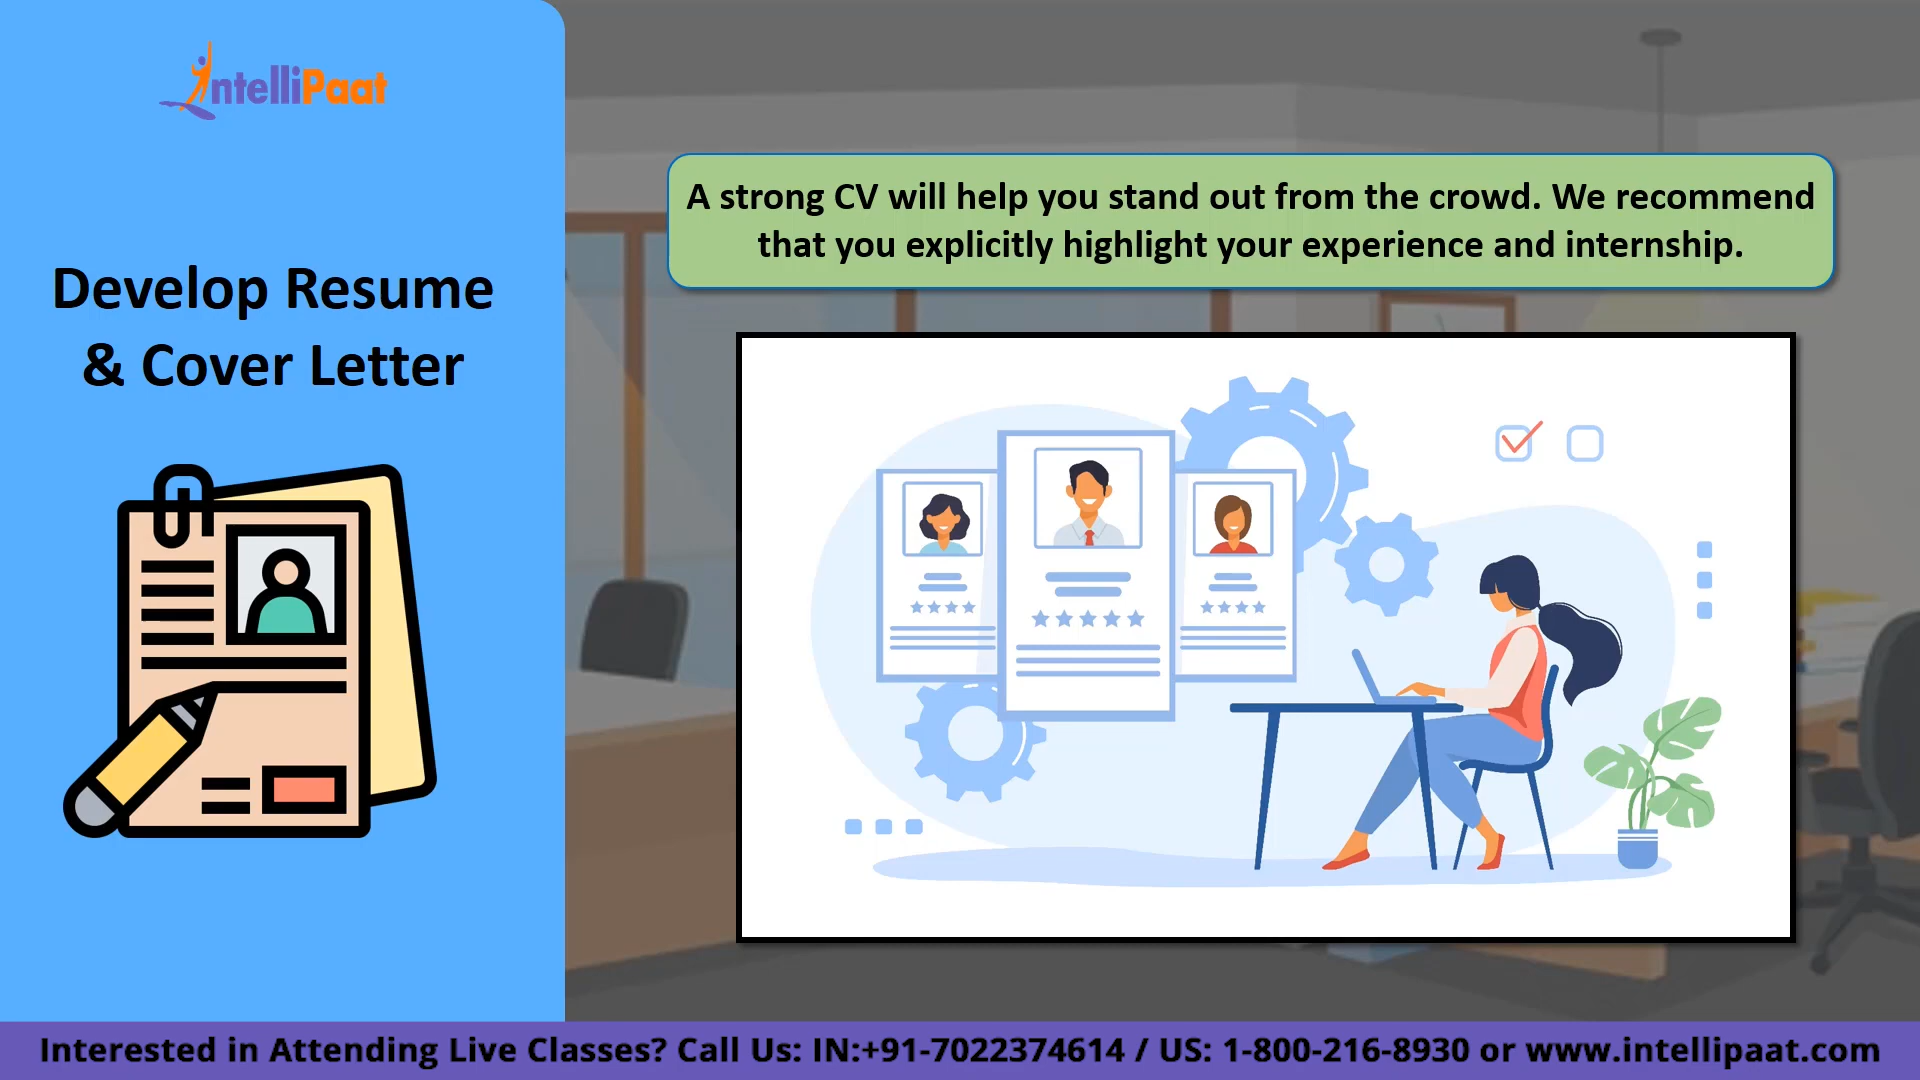 IntelliPaat
Develop Resume
& Cover Letter
A strong CV will help you stand out from the crowd. We recommend
that you explicitly highlight your experience and internship.
Interested in Attending Live Classes? Call Us: IN:+91-7022374614 / US: 1-800-216-8930 or www.intellipaat.com